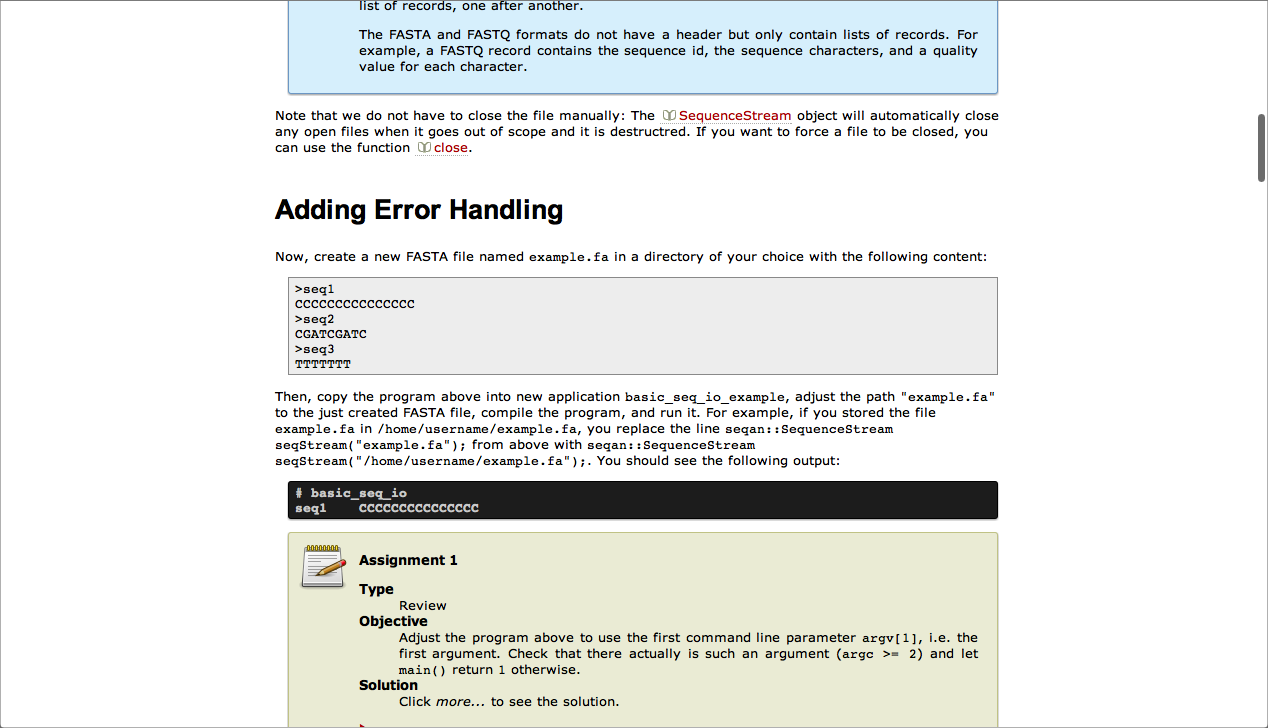 list of records, one after another.
The FASTA and FASTQ formats do not have a header but only contain lists of records. For
example, a FASTQ record contains the sequence id, the sequence characters, and a quality
value for each character.
Note that we do not have to close the file manually: The SequenceStream object will automatically close
any open files when it goes out of scope and it is destructred. If you want to force a file to be closed, you
can use the function close.
Adding Error Handling
Now, create a new FASTA file named example.fa in a directory of your choice with the following content:
>seq1
CCCCCCCCCCCCCCC
>seq2
CGATCGATC
>seq3
TTTTTTT
Then, copy the program above into new application basic_seq_io_example, adjust the path "example.fa"
to the just created FASTA file, compile the program, and run it. For example, if you stored the file
example.fa in /home/username/example.fa, you replace the line seqan::SequenceStream
seqStream("example.fa"); from above with seqan::SequenceStream
seqStream("/home/username/example.fa");. You should see the following output:
# basic_seq_io
seq1    CCCCCCCCCCCCCCC
Assignment 1
Type
Review
Objective
Adjust the program above to use the first command line parameter argv[1], i.e. the
first argument. Check that there actually is such an argument (argc >= 2) and let
main() return 1 otherwise.
Solution
Click more... to see the solution.